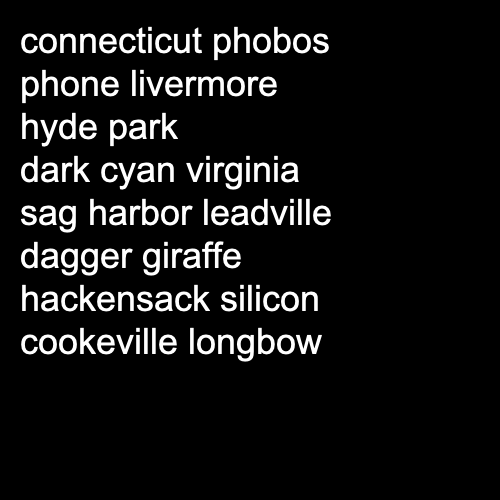 connecticut phobos
phone livermore
hyde park
dark cyan virginia
sag harbor leadville
dagger giraffe
hackensack silicon
cookeville longbow